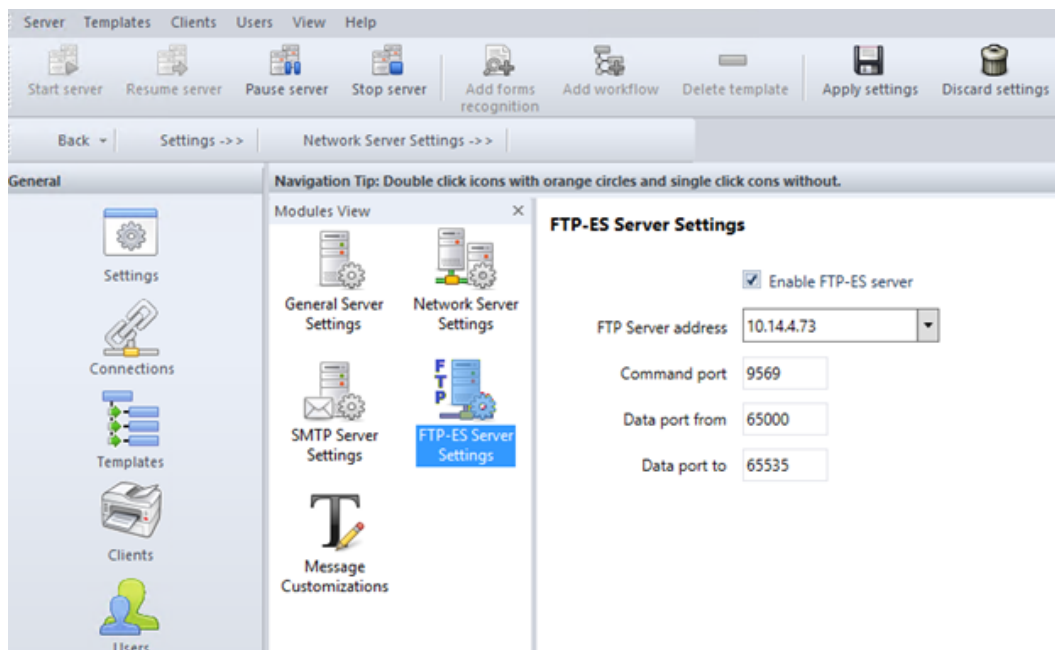 Server Templates Clients Users View Help
Start server Resume server Pause server Stop server Add forms recognition Add workflow Delete template Apply settings Discard settings
Back Settings ->> Network Server Settings ->>
General
Navigation Tip: Double click icons with orange circles and single click cons without.
Settings
Connections
Templates
Clients
Users
Modules View
General Server
Settings
Network Server
Settings
SMTP Server
Settings
FTP
FTP-ES Server
Settings
Message
Customizations
FTP-ES Server Settings
Enable FTP-ES server
FTP Server address 10.14.4.73
Command port 9569
Data port from 65000
Data port to 65535